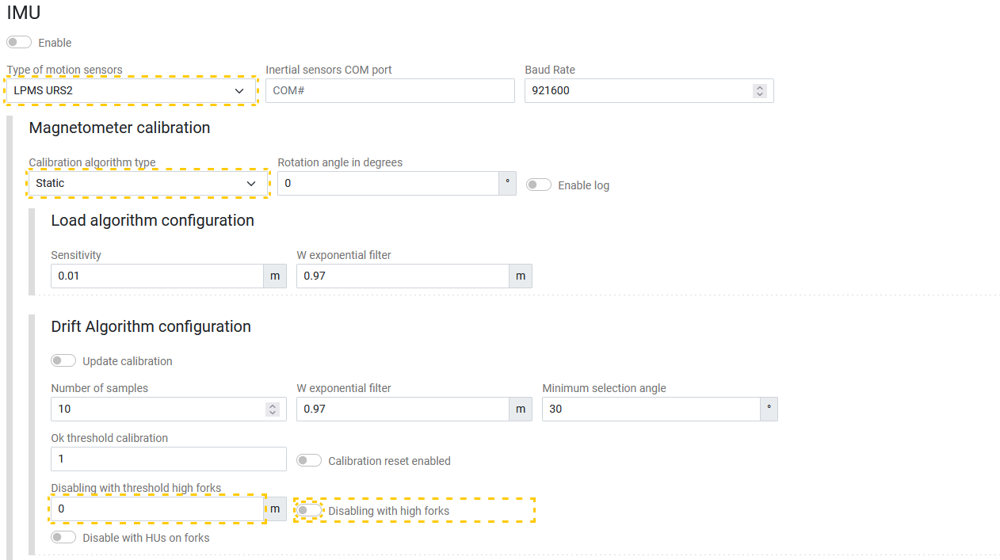 IMU
Enable
Type of motion sensors Inertial sensors COM port Baud Rate
LPMS URS2 COM# 921600
Magnetometer calibration
Calibration algorithm type Rotation angle in degrees
Static 0 ° Enable log
Load algorithm configuration
Sensitivity W exponential filter
0.01 m 0.97 m
Drift Algorithm configuration
Update calibration
Number of samples W exponential filter Minimum selection angle
10 0.97 m 30 °
Ok threshold calibration
1 Calibration reset enabled
Disabling with threshold high forks
0 m Disabling with high forks
Disable with HUs on forks